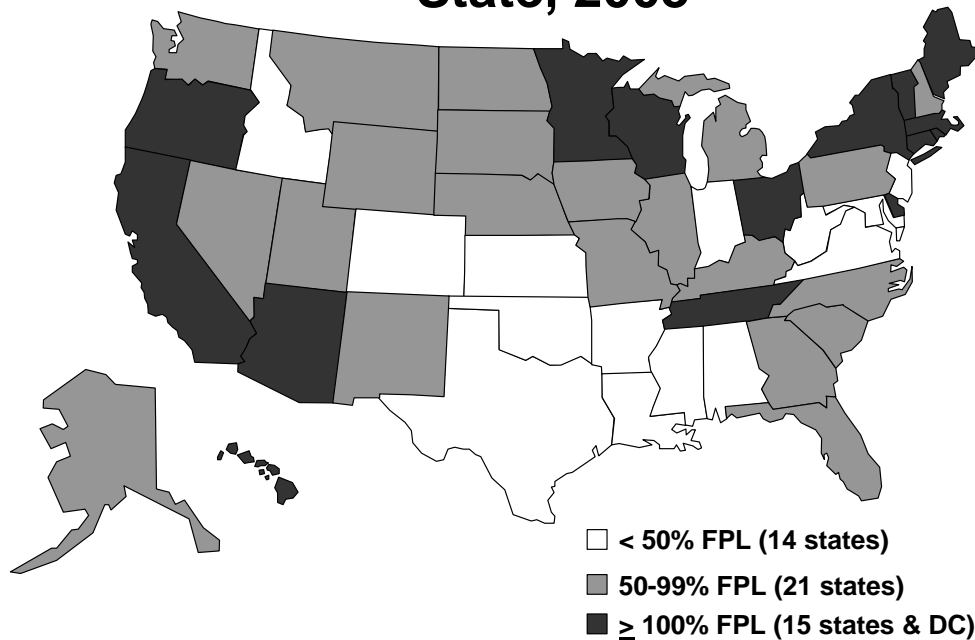 State, 2003
< 50% FPL (14 states)
50-99% FPL (21 states)
≥ 100% FPL (15 states & DC)